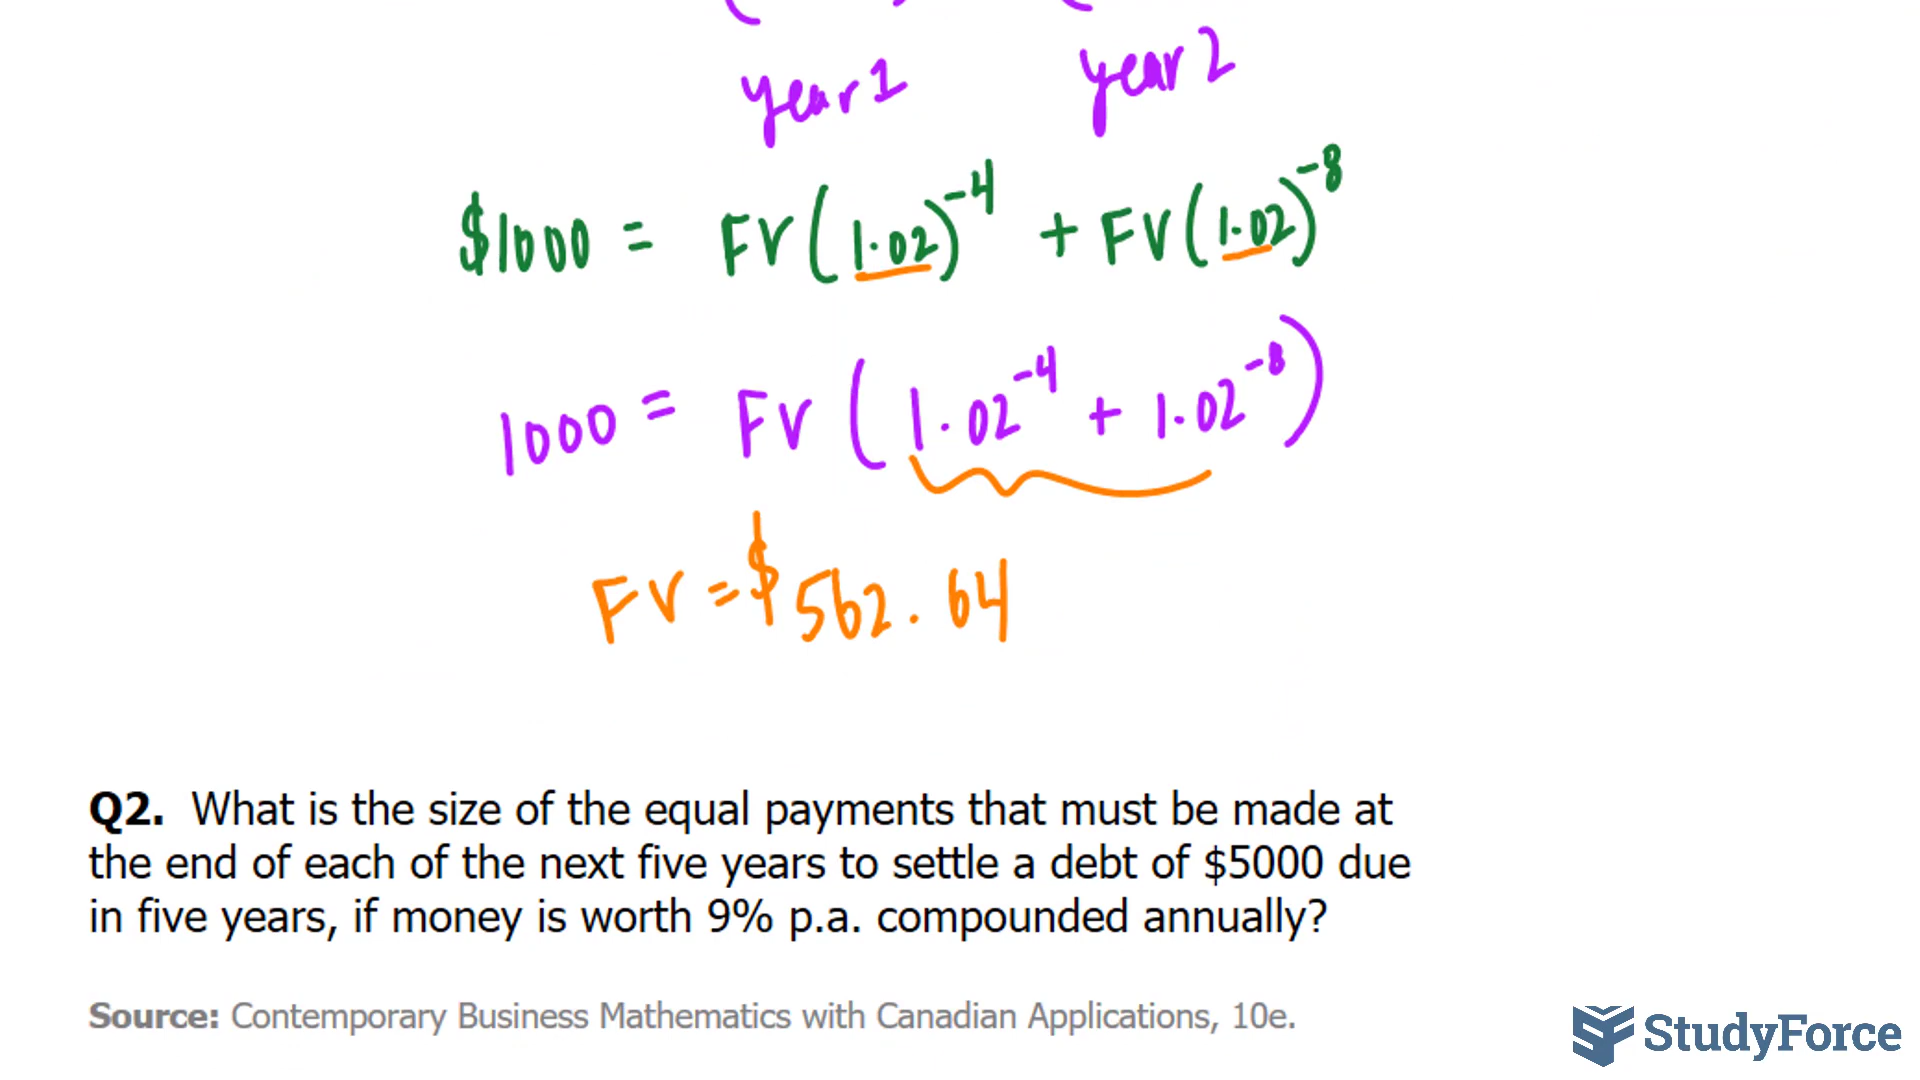 year 1 year 2
$1000 = FV(1.02)^-4 + FV(1.02)^-8
1000 = FV(1.02^-4 + 1.02^-8)
FV = $562.64
Q2. What is the size of the equal payments that must be made at
the end of each of the next five years to settle a debt of $5000 due
in five years, if money is worth 9% p.a. compounded annually?
Source: Contemporary Business Mathematics with Canadian Applications, 10e.
StudyForce